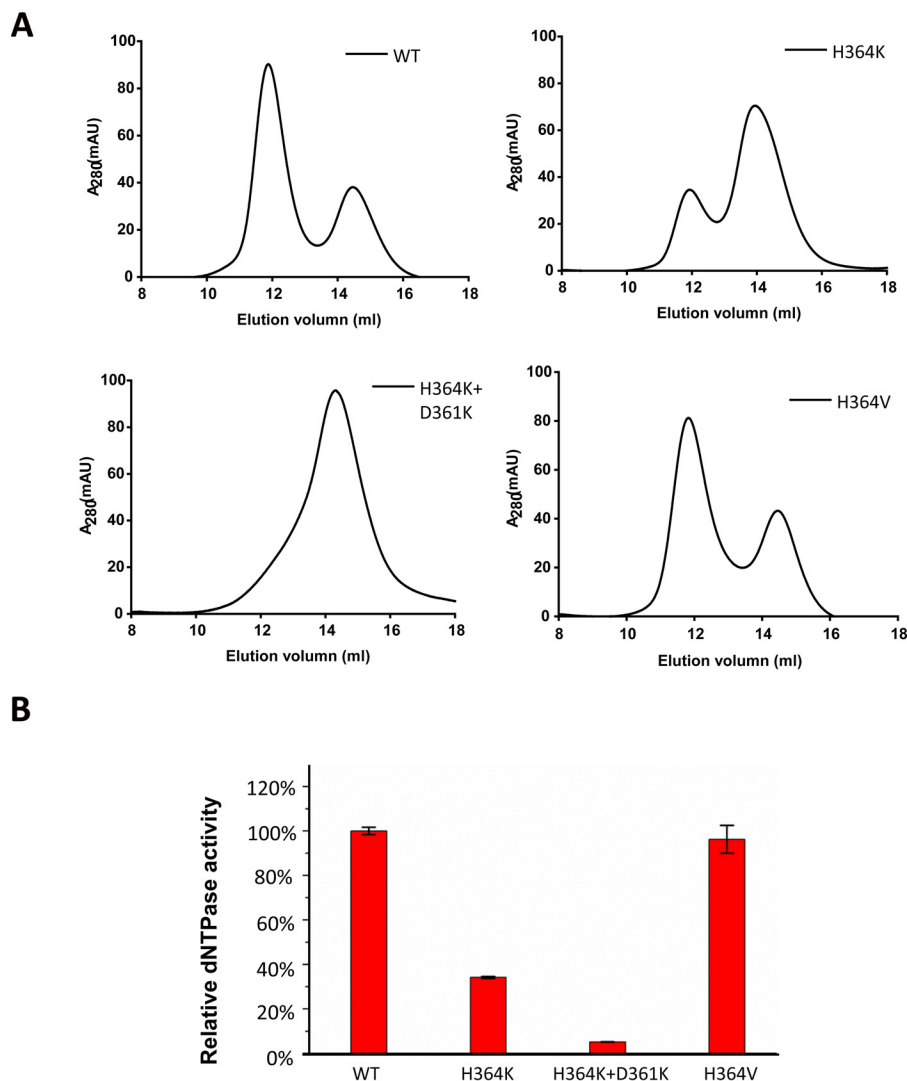 A
100
80
60
40
20
0
A280(mAU)
WT
8 10 12 14 16 18
Elution volumn (ml)
100
80
60
40
20
0
A280(mAU)
H364K
8 10 12 14 16 18
Elution volumn (ml)
100
80
60
40
20
0
A280(mAU)
H364K+
D361K
8 10 12 14 16 18
Elution volumn (ml)
100
80
60
40
20
0
A280(mAU)
H364V
8 10 12 14 16 18
Elution volumn (ml)
B
Relative dNTPase activity
120%
100%
80%
60%
40%
20%
0%
WT H364K H364K+D361K H364V